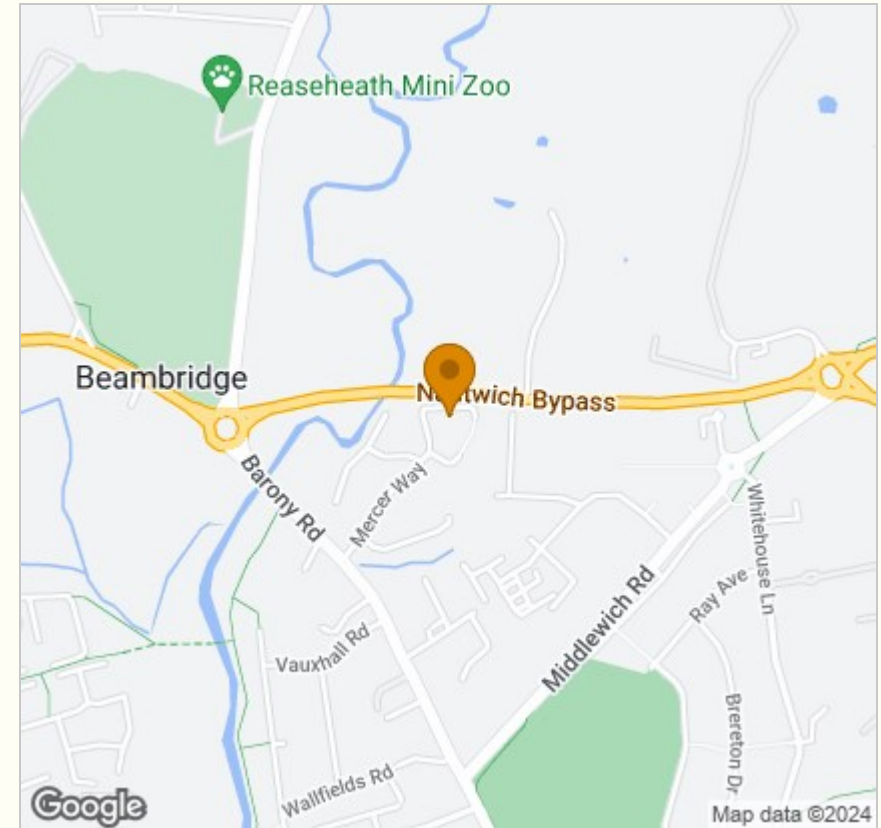 Reaseheath Mini Zoo
Beambridge
Nantwich Bypass
Barony Rd
Mercer Way
Whitehouse Ln
Ray Ave
Middlewich Rd
Vauxhall Rd
Brereton Dr
Wallfields Rd
Google
Map data ©2024